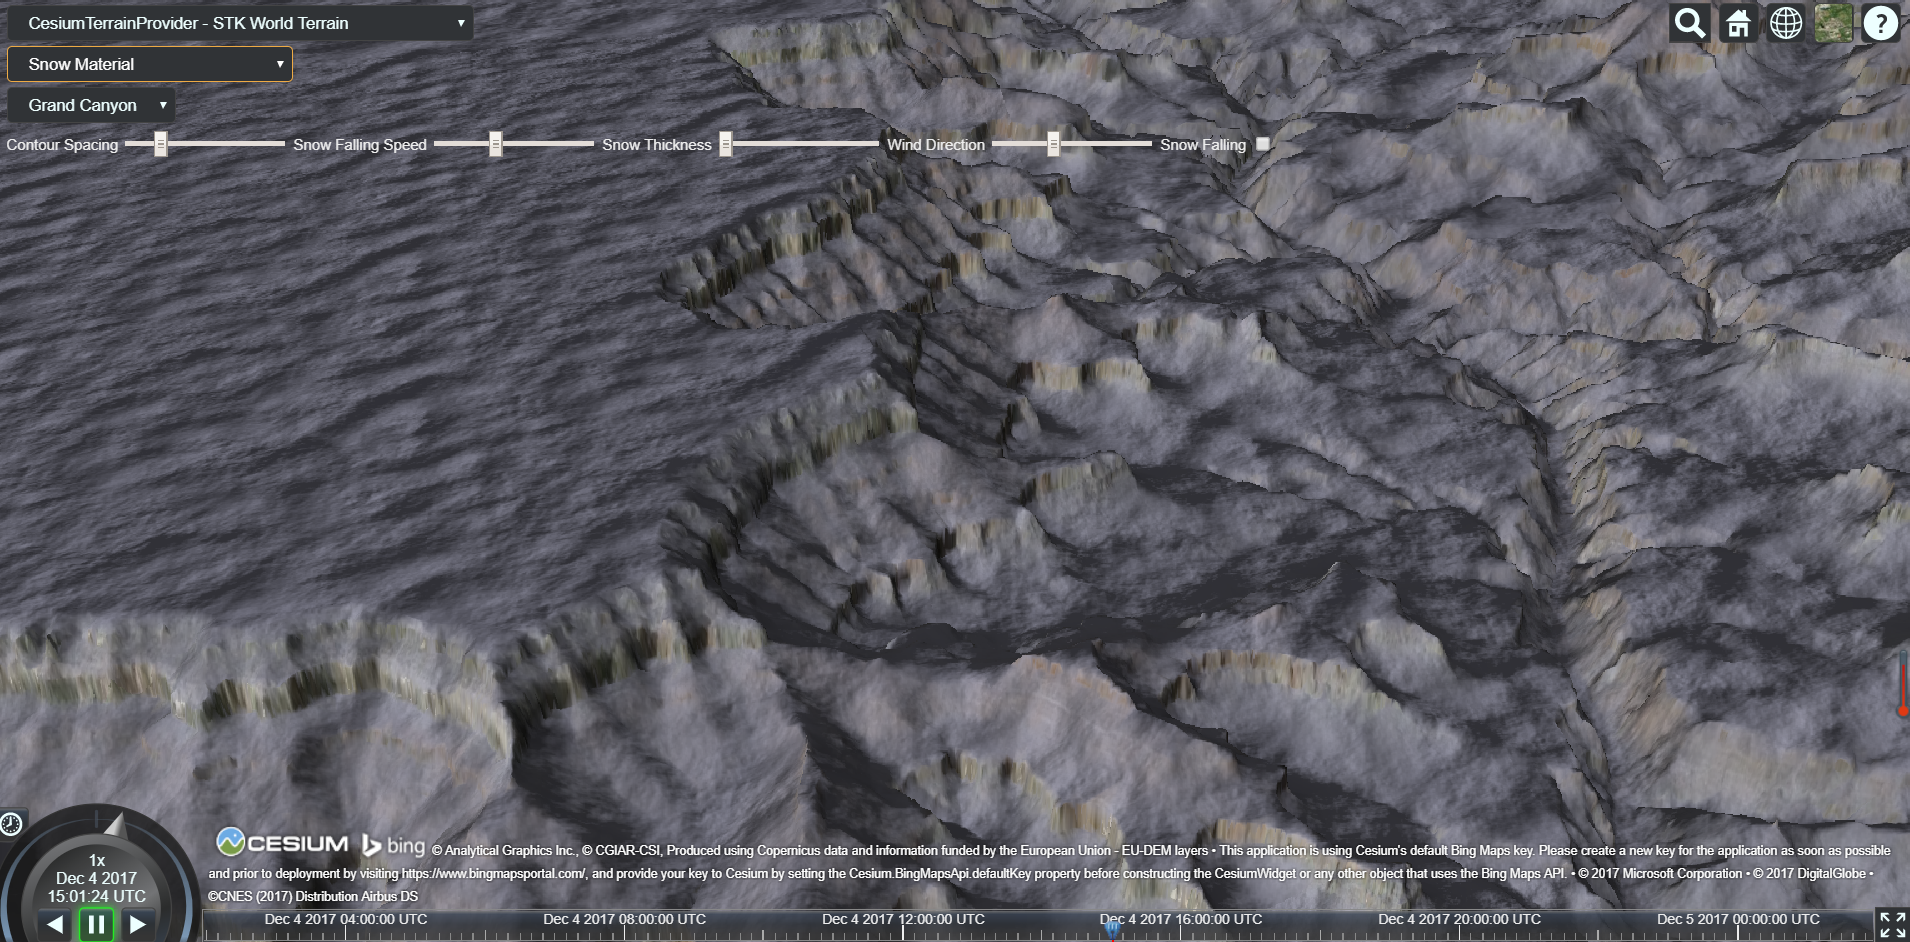 CesiumTerrainProvider - STK World Terrain
Snow Material
Grand Canyon
Contour Spacing Snow Falling Speed Snow Thickness Wind Direction Snow Falling
?
CESIUM bing © Analytical Graphics Inc., © CGIAR-CSI, Produced using Copernicus data and information funded by the European Union - EU-DEM layers • This application is using Cesium's default Bing Maps key. Please create a new key for the application as soon as possible
and prior to deployment by visiting https://www.bingmapsportal.com/, and provide your key to Cesium by setting the Cesium.BingMapsApi.defaultKey property before constructing the CesiumWidget or any other object that uses the Bing Maps API. • © 2017 Microsoft Corporation • © 2017 DigitalGlobe •
©CNES (2017) Distribution Airbus DS
1x
Dec 4 2017
15:01:24 UTC
Dec 4 2017 04:00:00 UTC Dec 4 2017 08:00:00 UTC Dec 4 2017 12:00:00 UTC Dec 4 2017 16:00:00 UTC Dec 4 2017 20:00:00 UTC Dec 5 2017 00:00:00 UTC